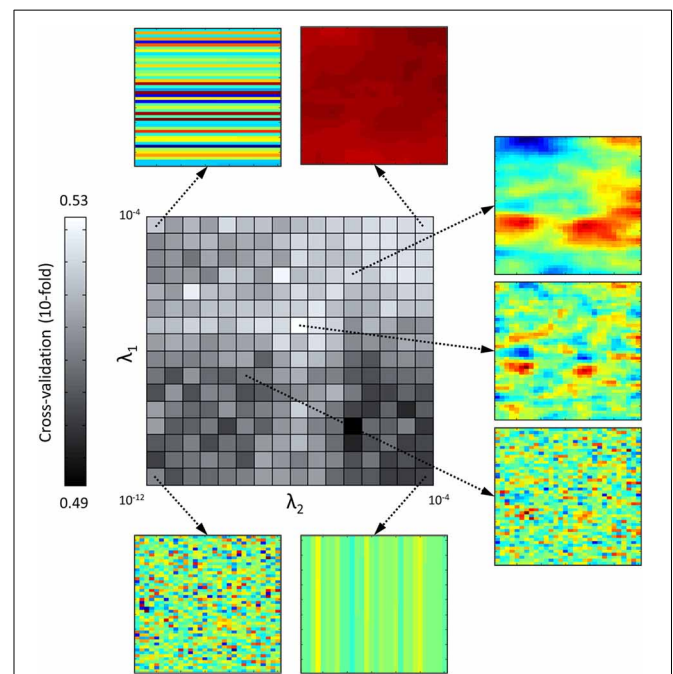 0.53
Cross-validation (10-fold)
0.49
10⁻⁴
λ₁
10⁻¹²
λ₂
10⁻⁴